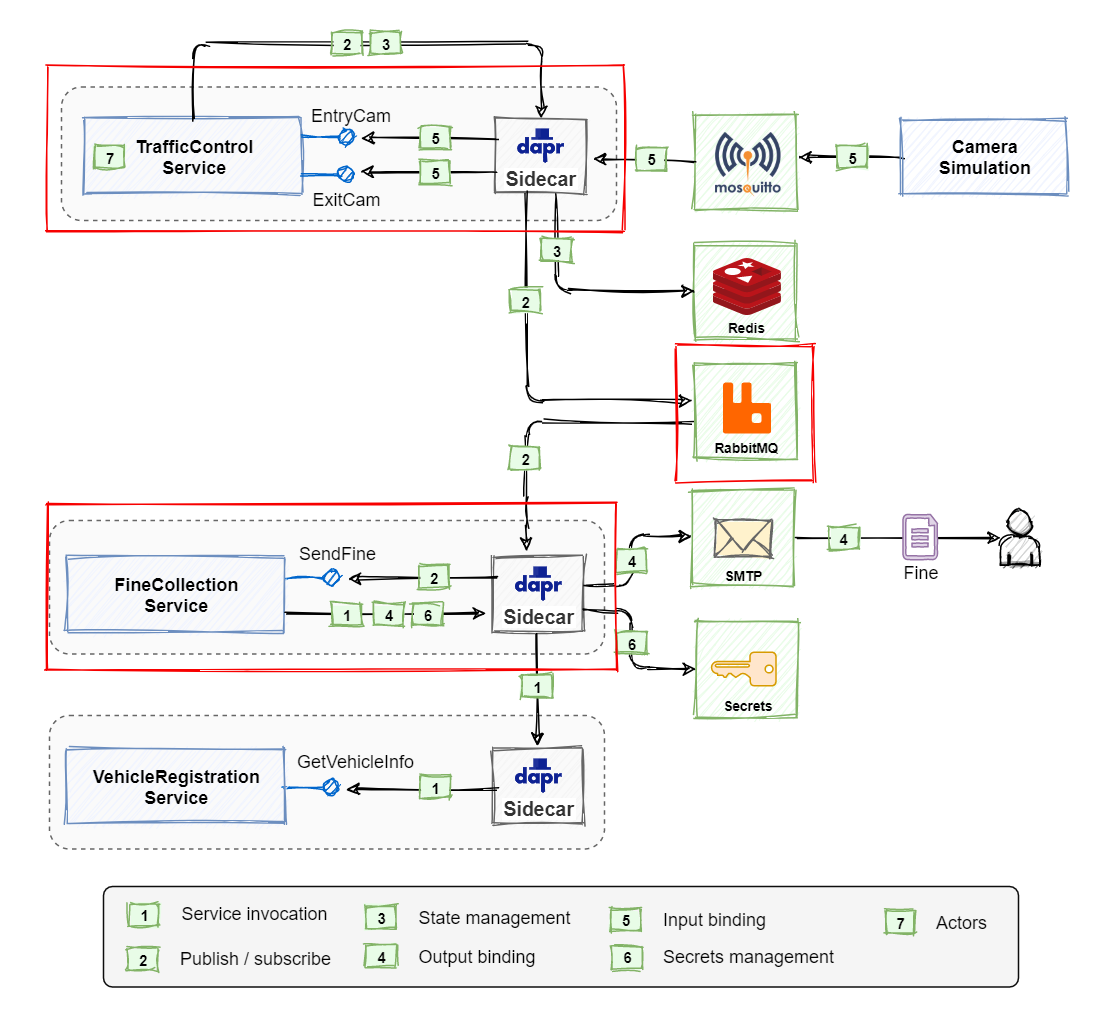 2
3
EntryCam
TrafficControl
Service
7
5
5
ExitCam
dapr
Sidecar
5
mosquitto
5
Camera
Simulation
3
2
Redis
RabbitMQ
2
SendFine
FineCollection
Service
2
1
4
6
dapr
Sidecar
4
SMTP
4
Fine
6
Secrets
1
GetVehicleInfo
VehicleRegistration
Service
1
dapr
Sidecar
1 Service invocation
3 State management
5 Input binding
7 Actors
2 Publish / subscribe
4 Output binding
6 Secrets management